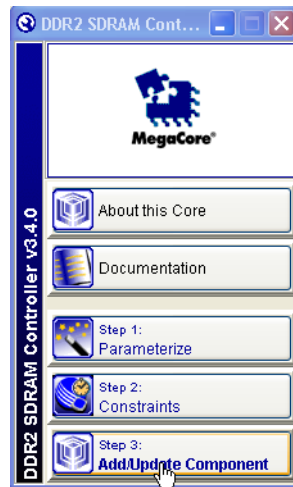 DDR2 SDRAM Cont...
MegaCore®
DDR2 SDRAM Controller v3.4.0
About this Core
Documentation
Step 1:
Parameterize
Step 2:
Constraints
Step 3:
Add/Update Component